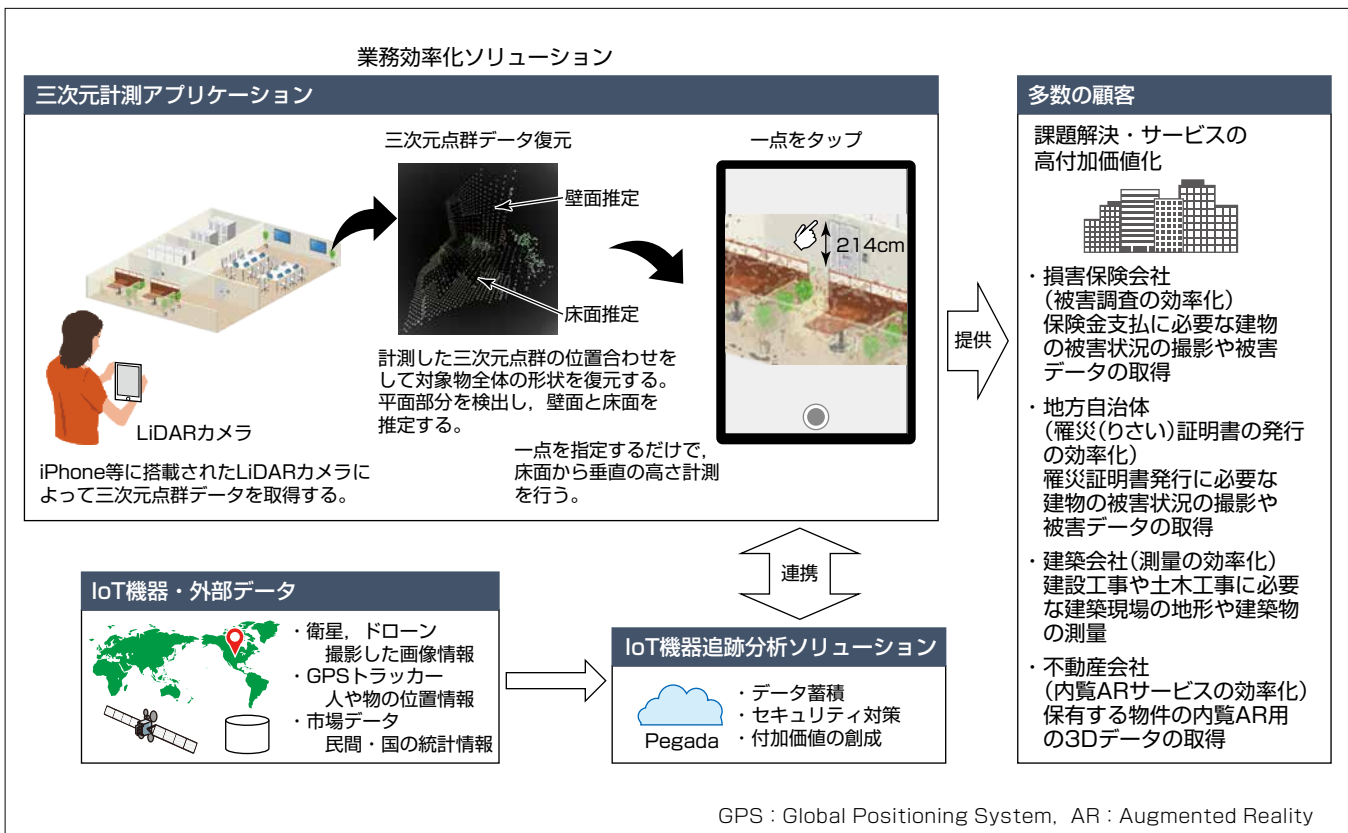 業務効率化ソリューション
三次元計測アプリケーション
三次元点群データ復元
壁面推定
床面推定
一点をタップ
214cm
LiDARカメラ
iPhone等に搭載されたLiDARカメラに
よって三次元点群データを取得する。
計測した三次元点群の位置合わせを
して対象物全体の形状を復元する。
平面部分を検出し，壁面と床面を
推定する。
一点を指定するだけで，
床面から垂直の高さ計測
を行う。
提供
多数の顧客
課題解決・サービスの
高付加価値化
・損害保険会社
(被害調査の効率化)
保険金支払に必要な建物
の被害状況の撮影や被害
データの取得
・地方自治体
(罹災(りさい)証明書の発行
の効率化)
罹災証明書発行に必要な
建物の被害状況の撮影や
被害データの取得
・建築会社(測量の効率化)
建設工事や土木工事に必要
な建築現場の地形や建築物
の測量
・不動産会社
(内覧ARサービスの効率化)
保有する物件の内覧AR用
の3Dデータの取得
連携
IoT機器・外部データ
・衛星，ドローン
撮影した画像情報
・GPSトラッカー
人や物の位置情報
・市場データ
民間・国の統計情報
IoT機器追跡分析ソリューション
Pegada
・データ蓄積
・セキュリティ対策
・付加価値の創成
GPS：Global Positioning System, AR：Augmented Reality